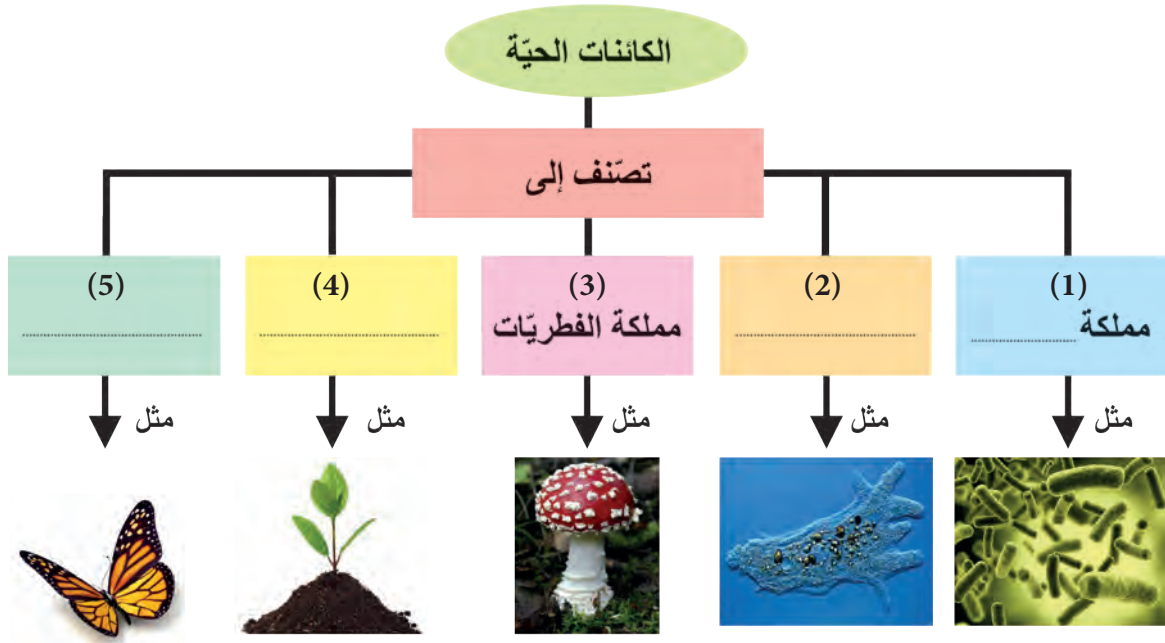 الكائنات الحيّة
تصّنف إلى
(1)
مملكة ....................
(2)
....................
(3)
مملكة الفطريّات
(4)
....................
(5)
....................
مثل
مثل
مثل
مثل
مثل